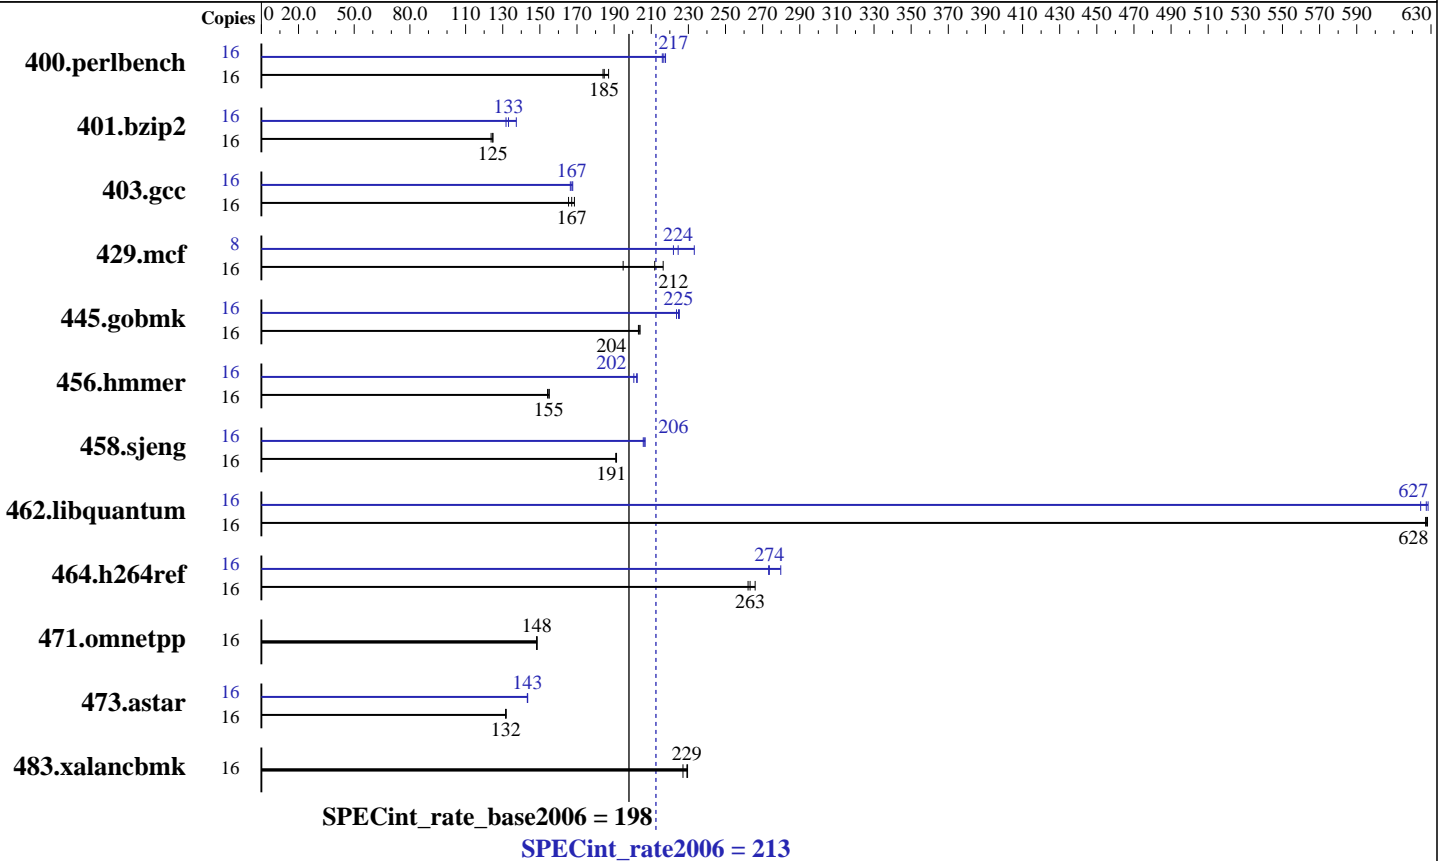 Copies 0 20.0 50.0 80.0 110 130 150 170 190 210 230 250 270 290 310 330 350 370 390 410 430 450 470 490 510 530 550 570 590 630
400.perlbench 16 217
16 185
401.bzip2 16 133
16 125
403.gcc 16 167
16 167
429.mcf 8 224
16 212
445.gobmk 16 225
16 204
456.hmmer 16 202
16 155
458.sjeng 16 206
16 191
462.libquantum 16 627
16 628
464.h264ref 16 274
16 263
471.omnetpp 16 148
473.astar 16 143
16 132
483.xalancbmk 16 229
SPECint_rate_base2006 = 198
SPECint_rate2006 = 213